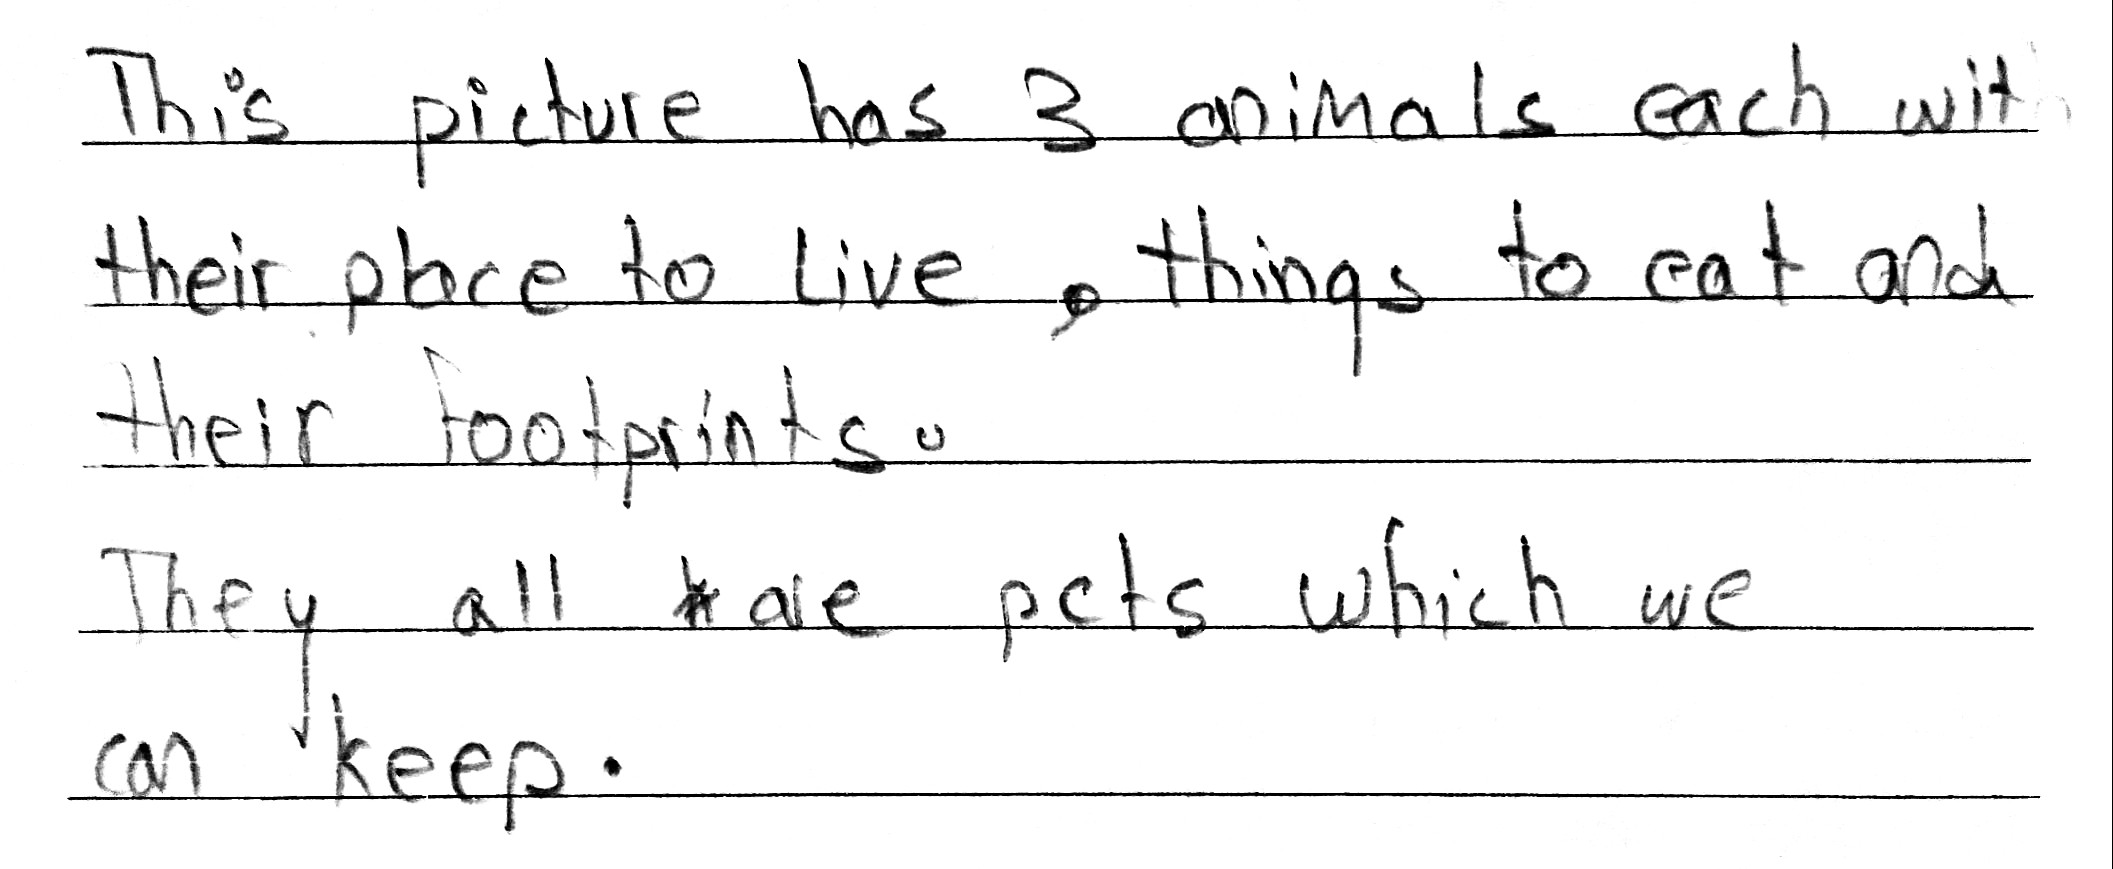 This picture has 3 animals each with
their place to live, things to eat and
their footprints.
They all are pets which we
can keep.